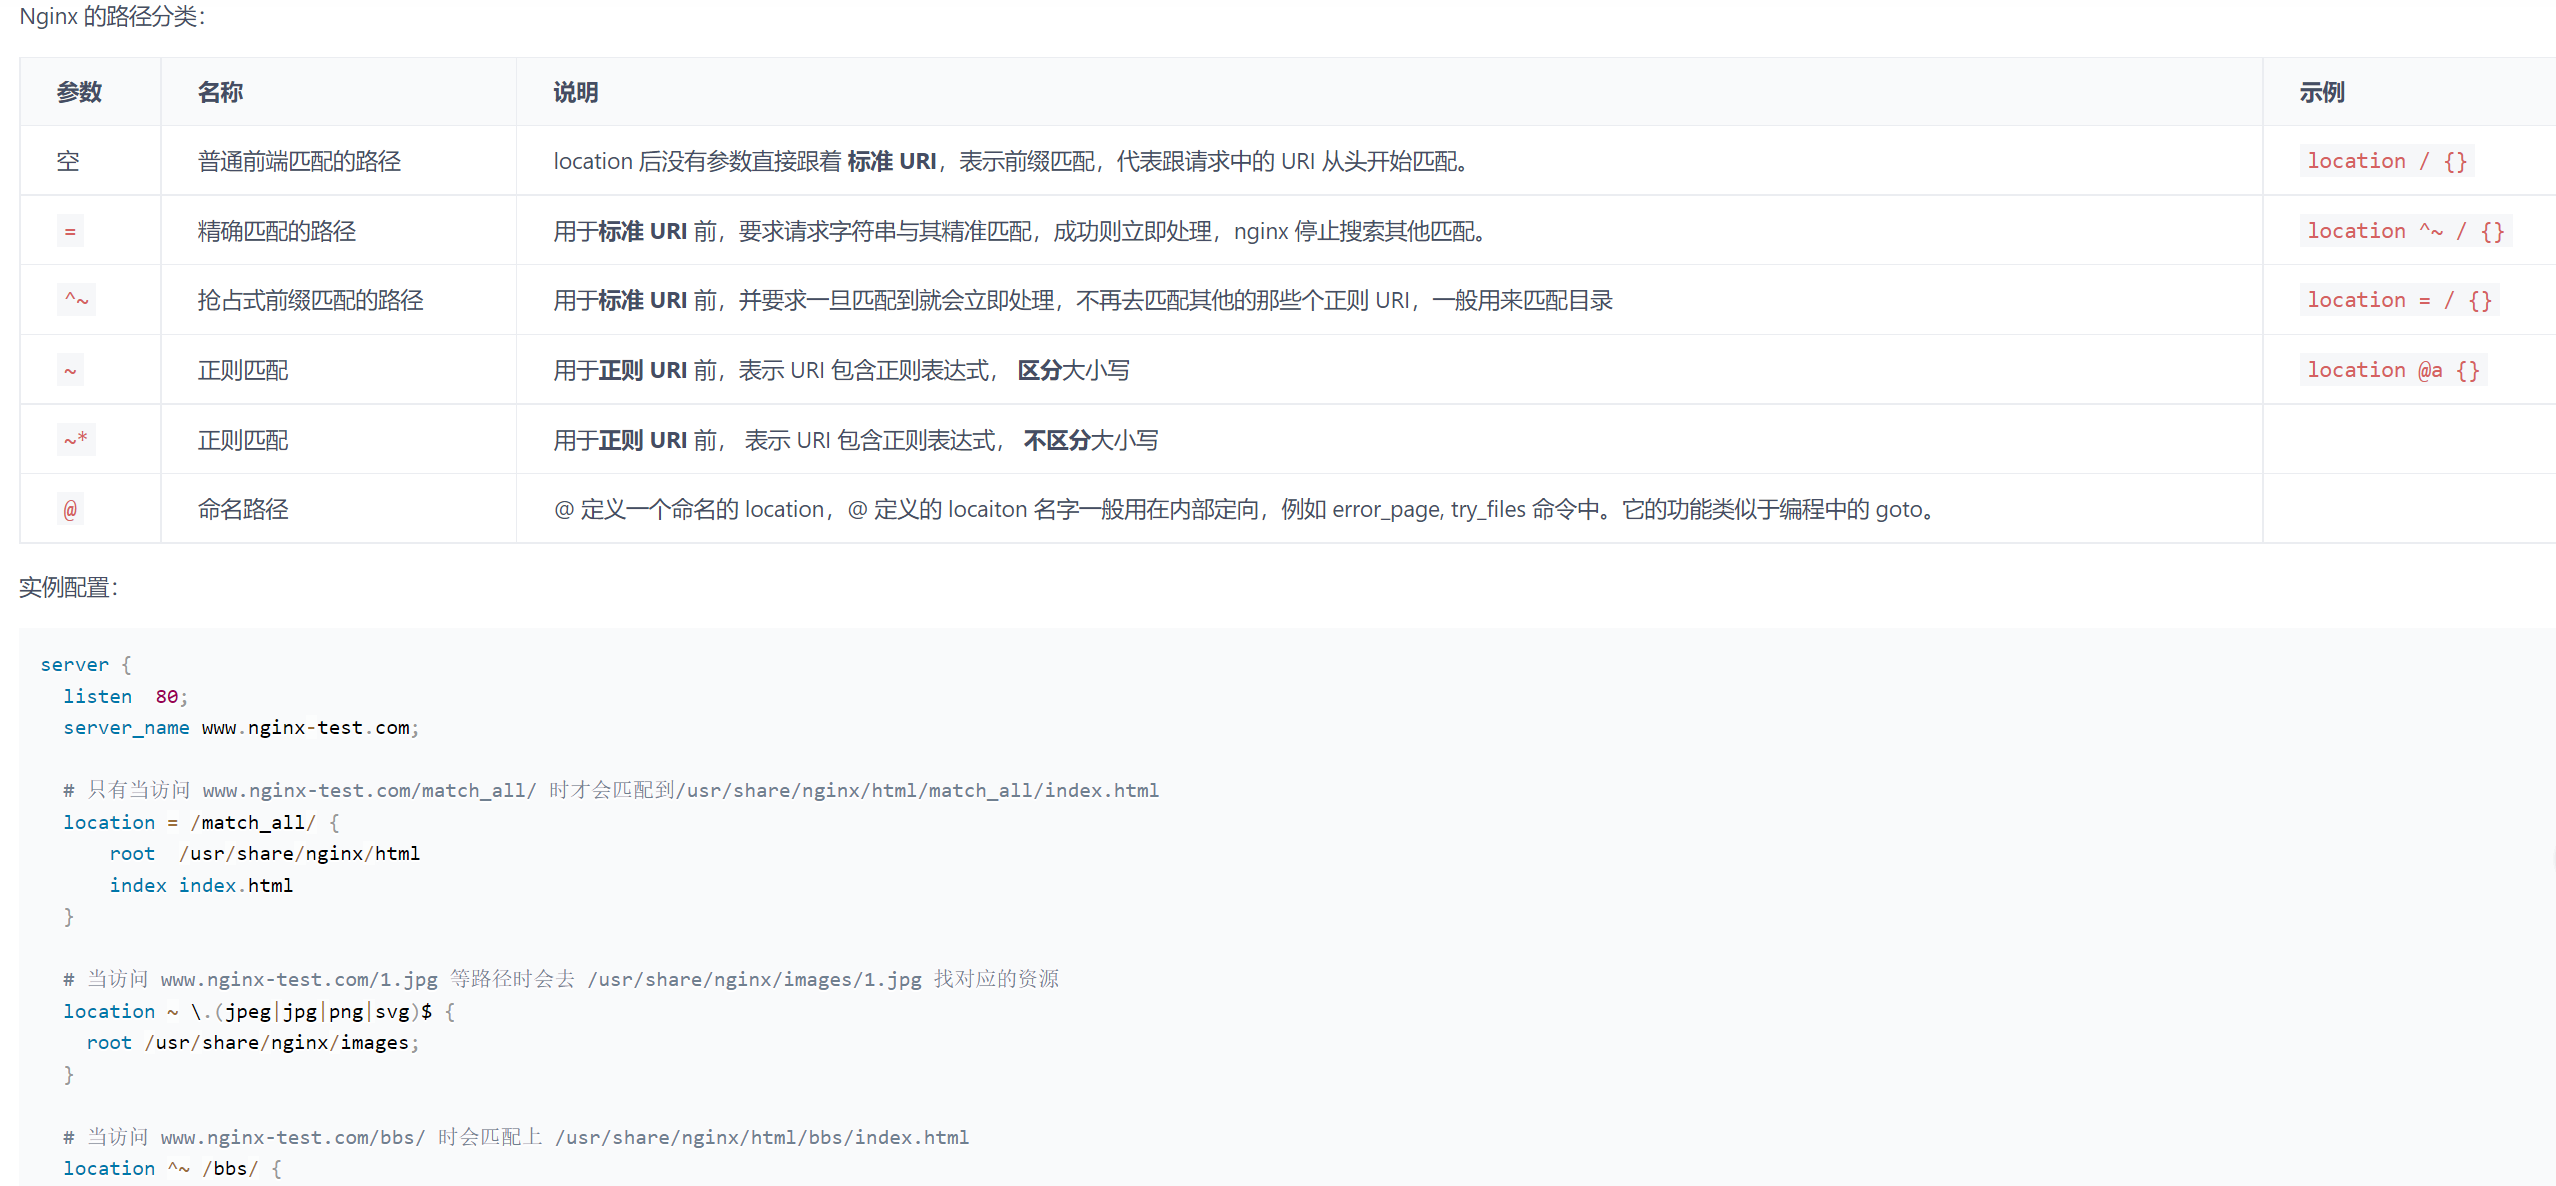 Nginx 的路径分类：
参数 名称 说明 示例
空 普通前端匹配的路径 location 后没有参数直接跟着 标准 URI，表示前缀匹配，代表跟请求中的 URI 从头开始匹配。 location / {}
= 精确匹配的路径 用于标准 URI 前，要求请求字符串与其精准匹配，成功则立即处理，nginx 停止搜索其他匹配。 location ^~ / {}
^~ 抢占式前缀匹配的路径 用于标准 URI 前，并要求一旦匹配到就会立即处理，不再去匹配其他的那些个正则 URI，一般用来匹配目录 location = / {}
~ 正则匹配 用于正则 URI 前，表示 URI 包含正则表达式， 区分大小写 location @a {}
~* 正则匹配 用于正则 URI 前， 表示 URI 包含正则表达式， 不区分大小写
@ 命名路径 @ 定义一个命名的 location，@ 定义的 locaiton 名字一般用在内部定向，例如 error_page, try_files 命令中。它的功能类似于编程中的 goto。
实例配置：
server {
listen  80;
server_name www.nginx-test.com;
# 只有当访问 www.nginx-test.com/match_all/ 时才会匹配到/usr/share/nginx/html/match_all/index.html
location = /match_all/ {
root  /usr/share/nginx/html
index index.html
}
# 当访问 www.nginx-test.com/1.jpg 等路径时会去 /usr/share/nginx/images/1.jpg 找对应的资源
location ~ \.(jpeg|jpg|png|svg)$ {
root /usr/share/nginx/images;
}
# 当访问 www.nginx-test.com/bbs/ 时会匹配上 /usr/share/nginx/html/bbs/index.html
location ^~ /bbs/ {